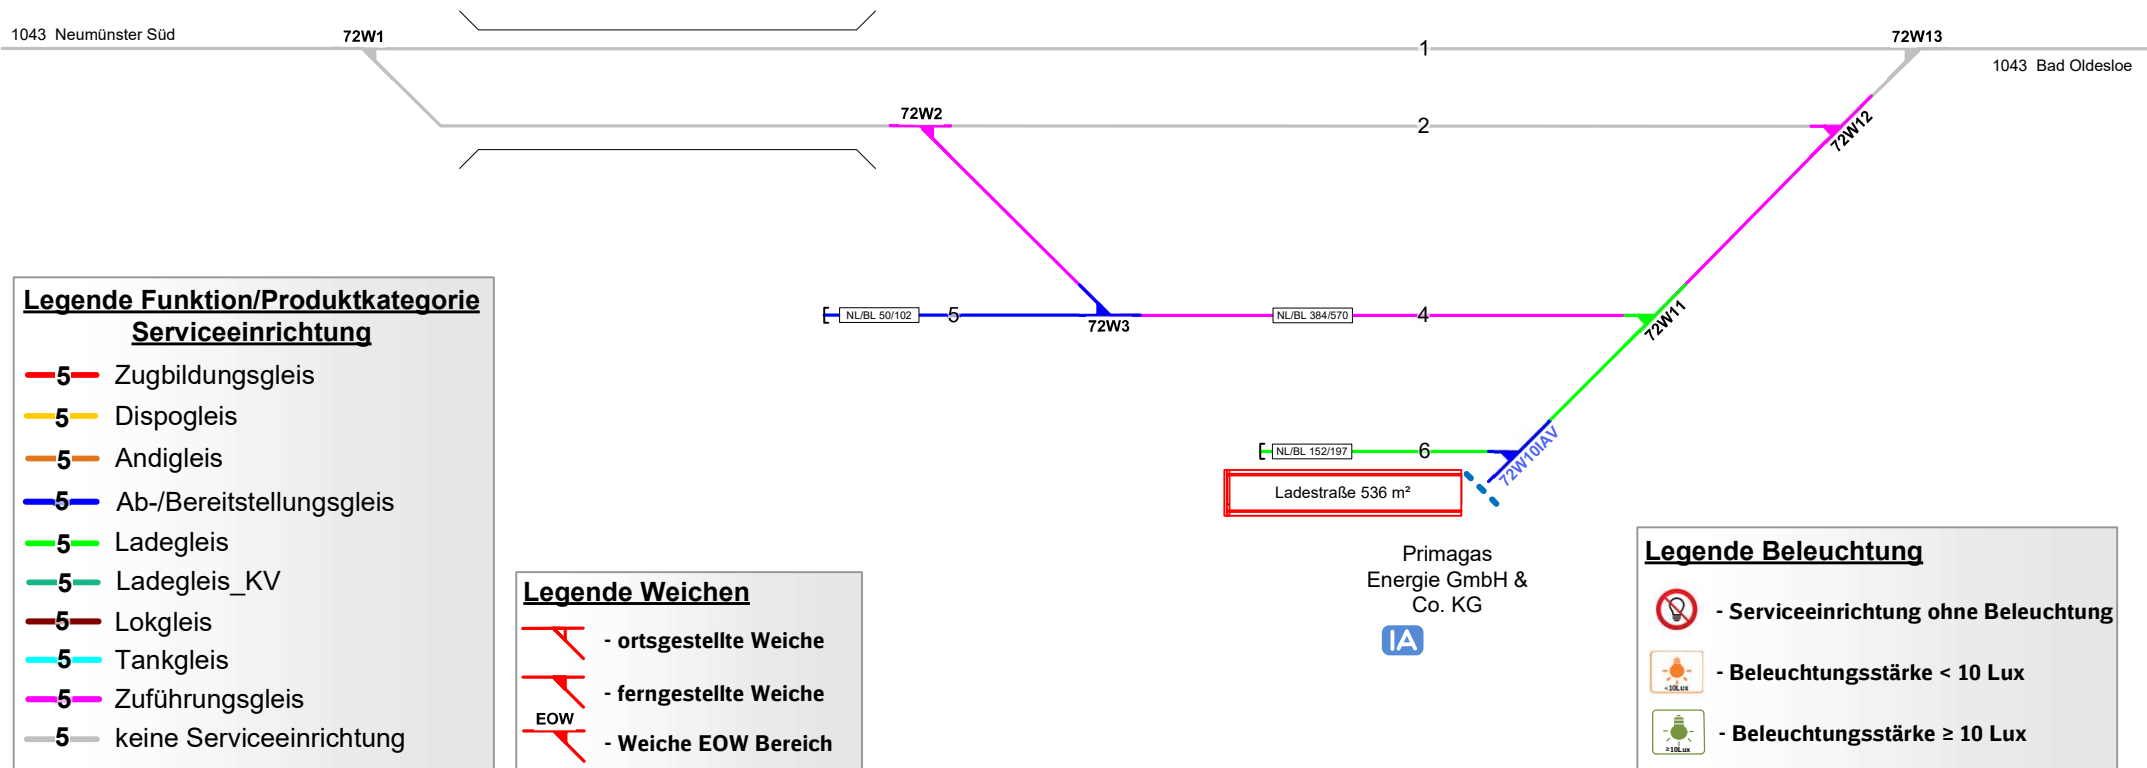 1043  Neumünster Süd
72W1
1
72W13
1043  Bad Oldesloe
72W2
2
72W12
NL/BL 50/102
5
72W3
NL/BL 384/570
4
72W11
NL/BL 152/197
6
72W10IAV
Ladestraße 536 m²
Primagas
Energie GmbH &
Co. KG
IA
Legende Funktion/Produktkategorie
Serviceeinrichtung
5 Zugbildungsgleis
5 Dispogleis
5 Andigleis
5 Ab-/Bereitstellungsgleis
5 Ladegleis
5 Ladegleis_KV
5 Lokgleis
5 Tankgleis
5 Zuführungsgleis
5 keine Serviceeinrichtung
Legende Weichen
- ortsgestellte Weiche
- ferngestellte Weiche
EOW
- Weiche EOW Bereich
Legende Beleuchtung
- Serviceeinrichtung ohne Beleuchtung
<10Lux
- Beleuchtungsstärke < 10 Lux
≥10Lux
- Beleuchtungsstärke ≥ 10 Lux